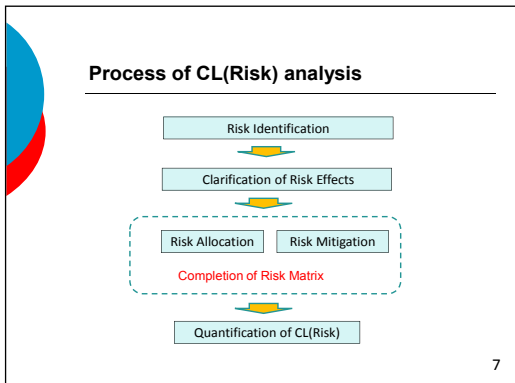 Process of CL(Risk) analysis
Risk Identification
Clarification of Risk Effects
Risk Allocation
Risk Mitigation
Completion of Risk Matrix
Quantification of CL(Risk)
7